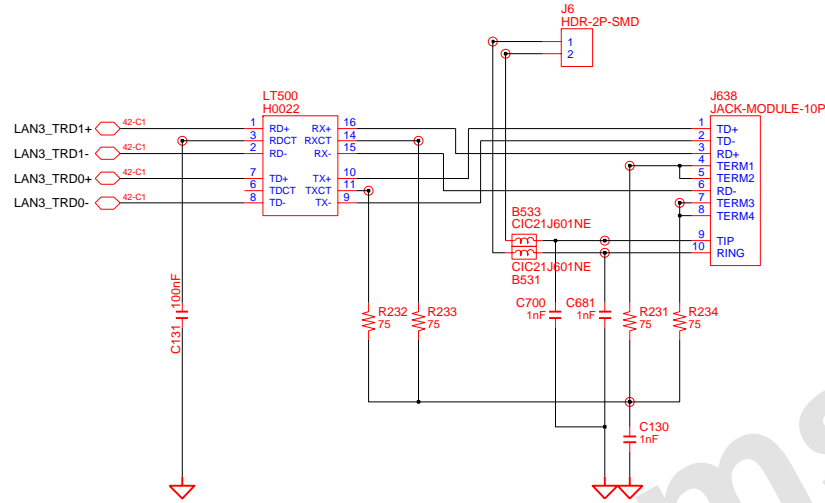 J6
HDR-2P-SMD
1
2
LT500
H0022
J638
JACK-MODULE-10P
LAN3_TRD1+ 42-C1 1 RD+ RX+ 16
3 RDCT RXCT 14
LAN3_TRD1- 42-C1 2 RD- RX- 15
LAN3_TRD0+ 42-C1 7 TD+ TX+ 10
6 TDCT TXCT 11
LAN3_TRD0- 42-C1 8 TD- TX- 9
1 TD+
2 TD-
3 RD+
4 TERM1
5 TERM2
6 RD-
7 TERM3
8 TERM4
9 TIP
10 RING
B533
CIC21J601NE
CIC21J601NE
B531
C131 100nF
R232
75
R233
75
C700
1nF
C681
1nF
R231
75
R234
75
C130
1nF